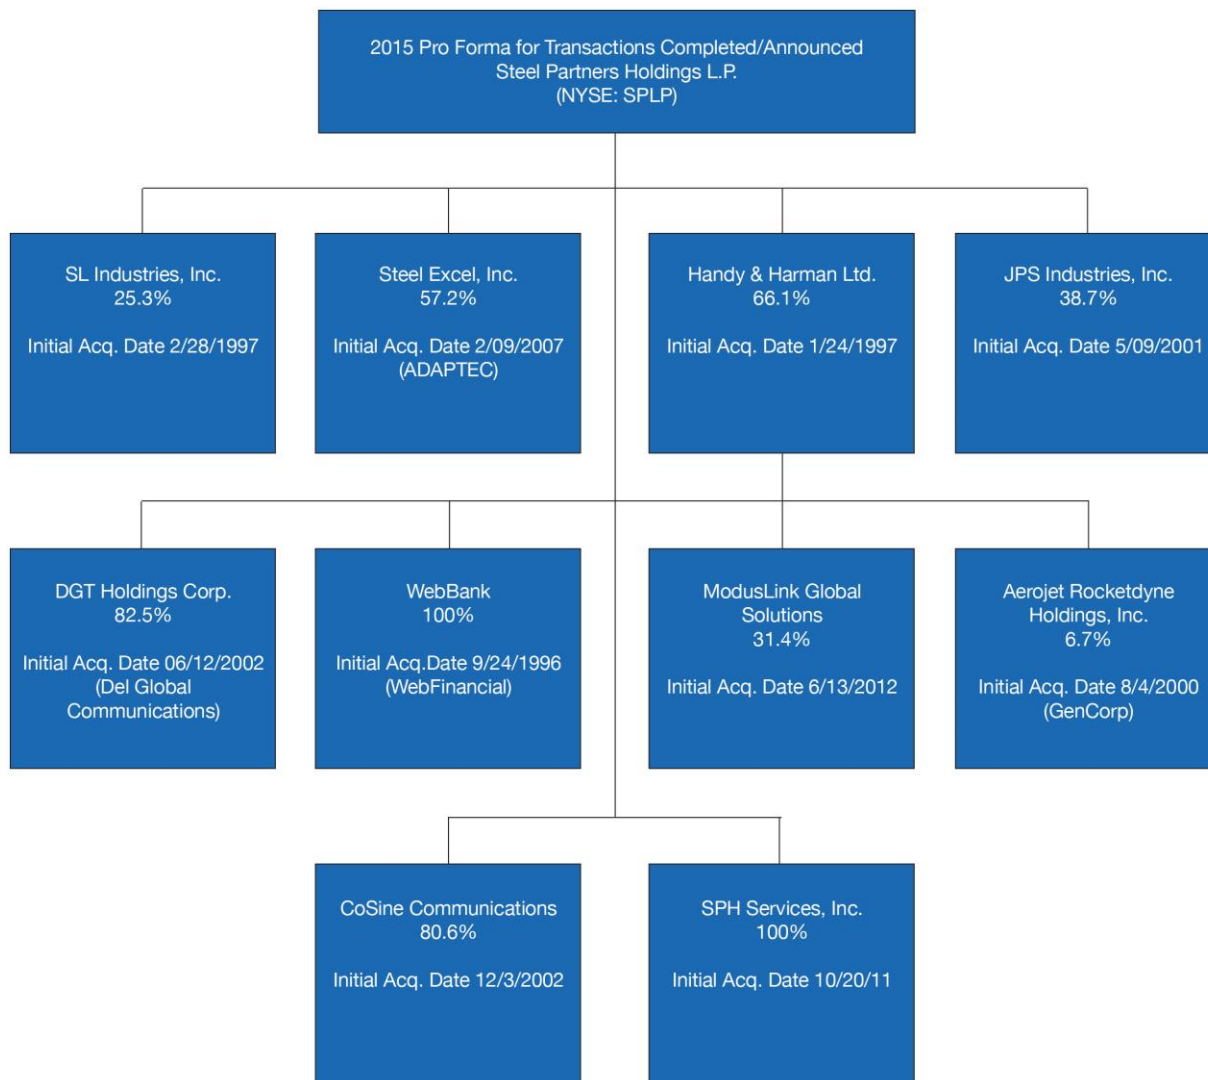 2015 Pro Forma for Transactions Completed/Announced
Steel Partners Holdings L.P.
(NYSE: SPLP)
SL Industries, Inc.
25.3%
Initial Acq. Date 2/28/1997
Steel Excel, Inc.
57.2%
Initial Acq. Date 2/09/2007
(ADAPTEC)
Handy & Harman Ltd.
66.1%
Initial Acq. Date 1/24/1997
JPS Industries, Inc.
38.7%
Initial Acq. Date 5/09/2001
DGT Holdings Corp.
82.5%
Initial Acq. Date 06/12/2002
(Del Global
Communications)
WebBank
100%
Initial Acq.Date 9/24/1996
(WebFinancial)
ModusLink Global
Solutions
31.4%
Initial Acq. Date 6/13/2012
Aerojet Rocketdyne
Holdings, Inc.
6.7%
Initial Acq. Date 8/4/2000
(GenCorp)
CoSine Communications
80.6%
Initial Acq. Date 12/3/2002
SPH Services, Inc.
100%
Initial Acq. Date 10/20/11